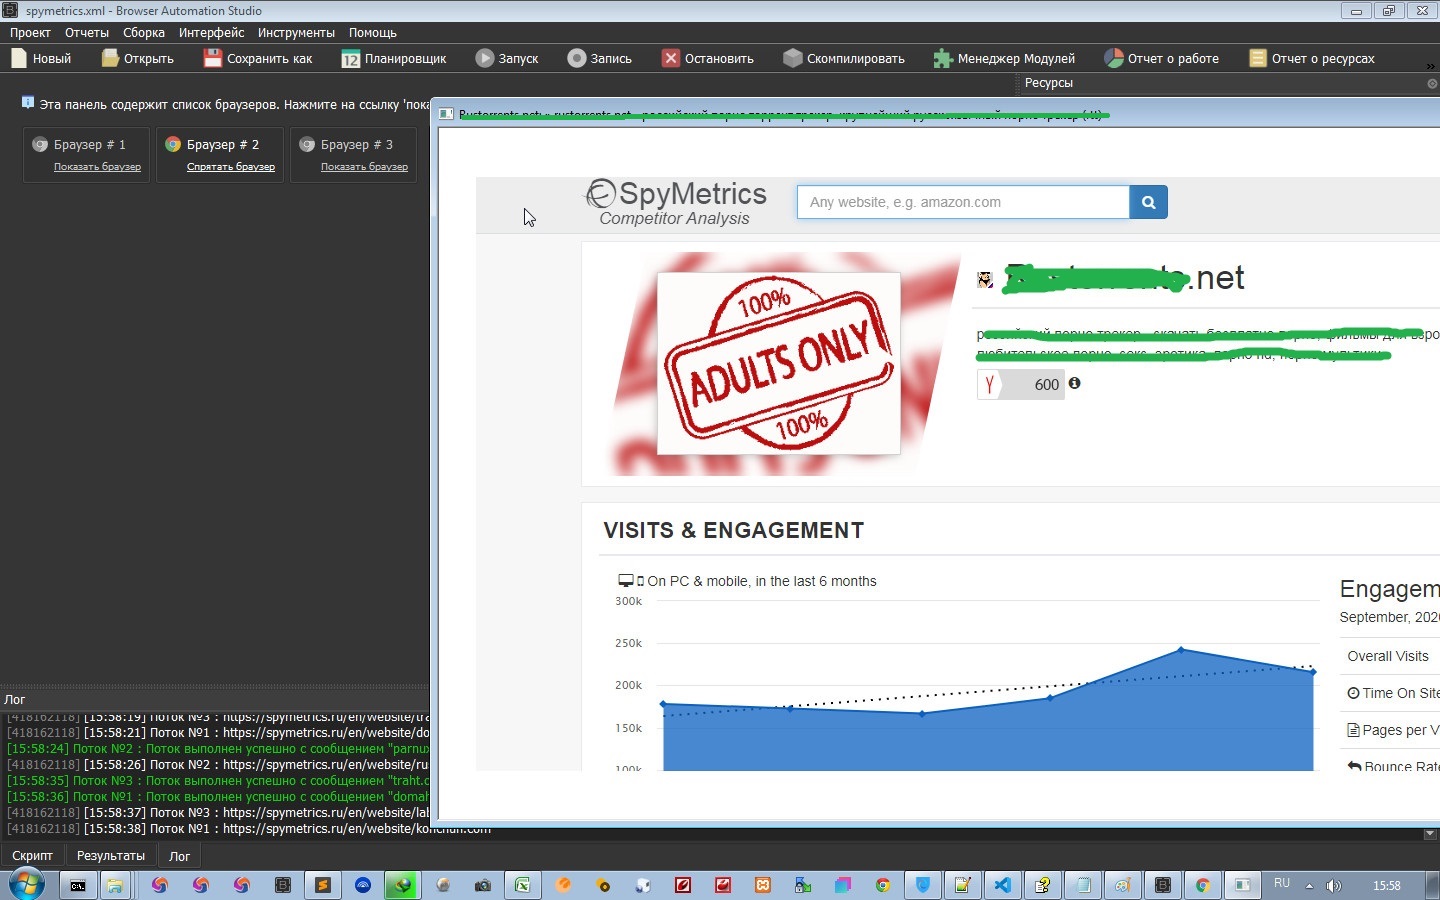 spymetrics.xml - Browser Automation Studio
Проект Отчеты Сборка Интерфейс Инструменты Помощь
Новый Открыть Сохранить как Планировщик Запуск Запись Остановить Скомпилировать Менеджер Модулей Отчет о работе Отчет о ресурсах »
Ресурсы
Эта панель содержит список браузеров. Нажмите на ссылку 'пока
Браузер # 1
Показать браузер
Браузер # 2
Спрятать браузер
Браузер # 3
Показать браузер
SpyMetrics
Competitor Analysis
Any website, e.g. amazon.com
100%
ADULTS ONLY
100%
.net
600
VISITS & ENGAGEMENT
On PC & mobile, in the last 6 months
300k
250k
200k
150k
100k
Engagem
September, 2020
Overall Visits
Time On Site
Pages per V
Bounce Rate
Лог
[418162118] [15:58:19] Поток №3 : https://spymetrics.ru/en/website/tra
[418162118] [15:58:21] Поток №1 : https://spymetrics.ru/en/website/do
[15:58:24] Поток №2 : Поток выполнен успешно с сообщением "parnux
[418162118] [15:58:26] Поток №2 : https://spymetrics.ru/en/website/ru
[15:58:35] Поток №3 : Поток выполнен успешно с сообщением "traht.c
[15:58:36] Поток №1 : Поток выполнен успешно с сообщением "domah
[418162118] [15:58:37] Поток №3 : https://spymetrics.ru/en/website/lab
[418162118] [15:58:38] Поток №1 : https://spymetrics.ru/en/website/konchun.com
Скрипт Результаты Лог
RU 15:58